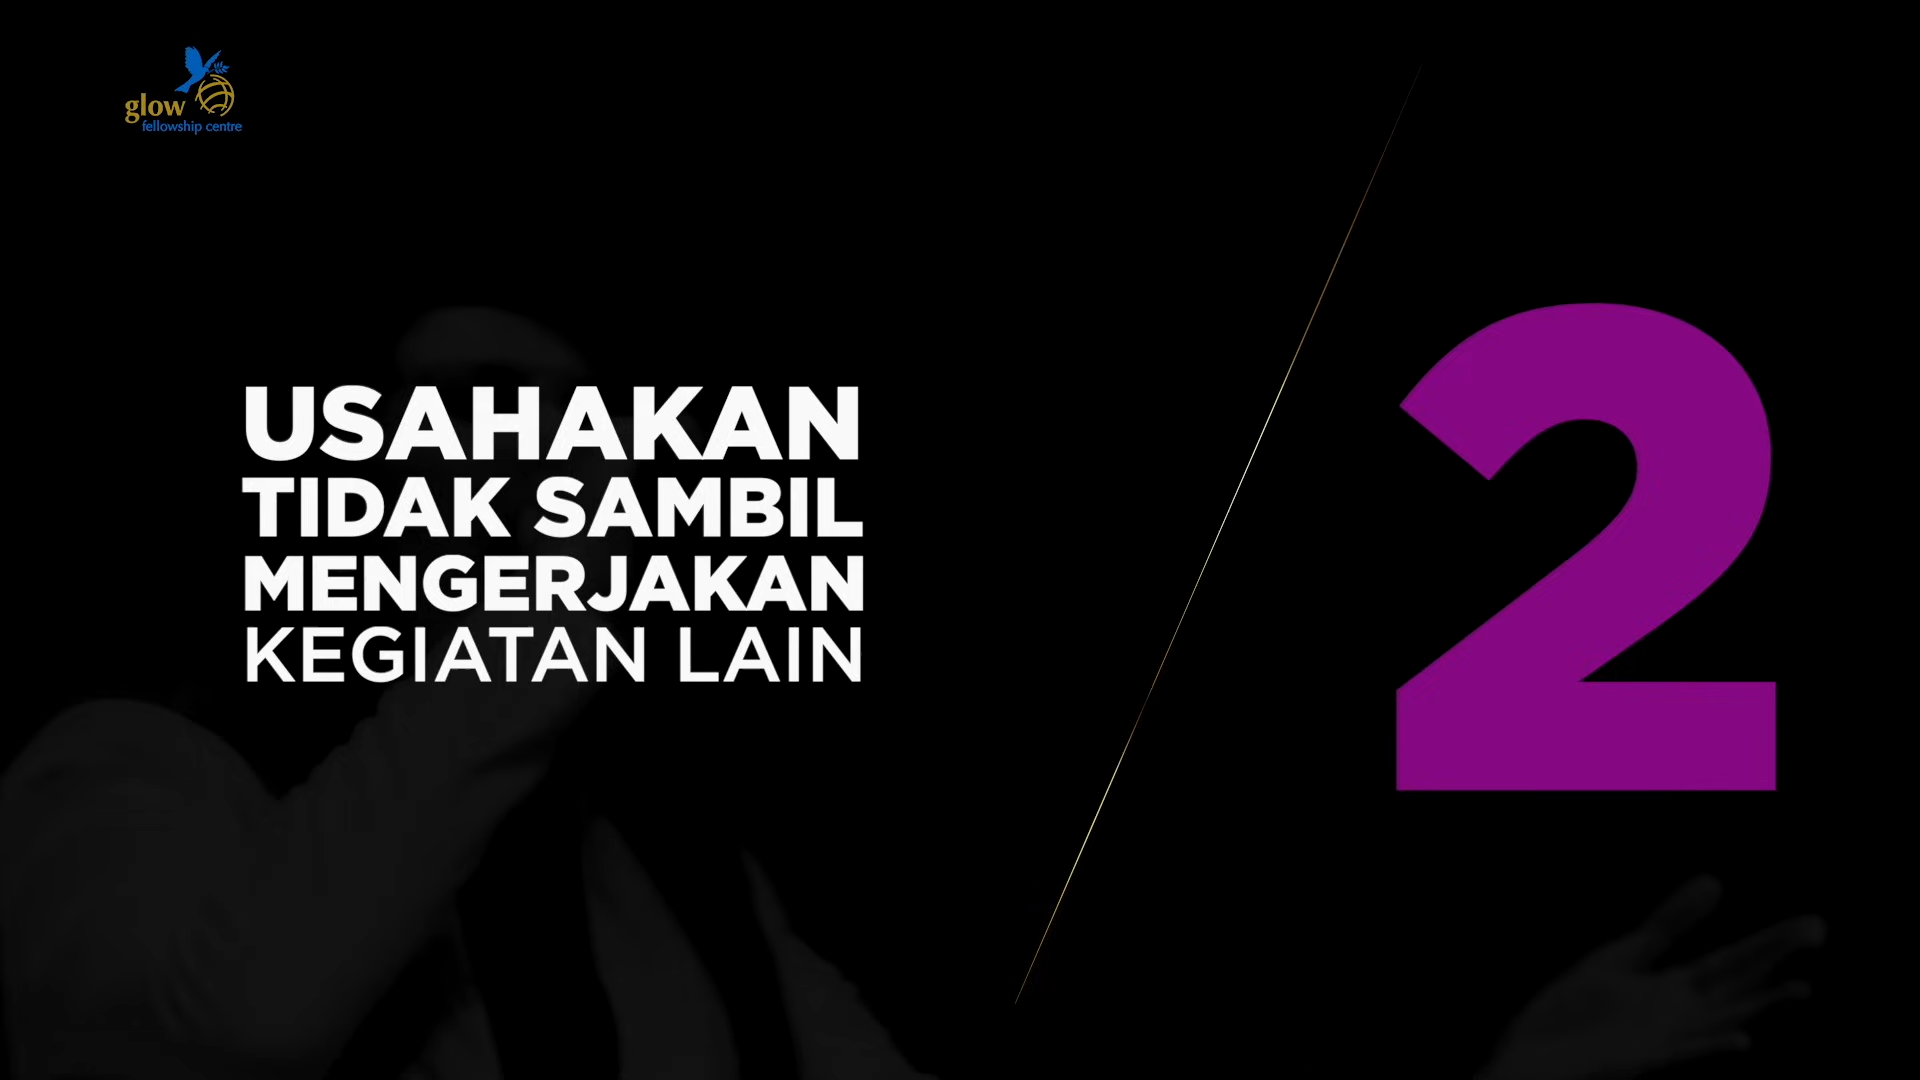 glow
fellowship centre
USAHAKAN
TIDAK SAMBIL
MENGERJAKAN
KEGIATAN LAIN
2